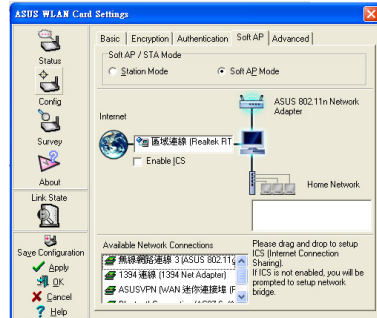 ASUS WLAN Card Settings
Basic
Encryption
Authentication
Soft AP
Advanced
Status
Config
Survey
About
Link State
Save Configuration
Apply
OK
Cancel
Help
Soft AP / STA Mode
Station Mode
Soft AP Mode
Internet
ASUS 802.11n Network
Adapter
區域連線 (Realtek RT
Enable ICS
Home Network
Available Network Connections
無線網路連線 3 (ASUS 802.11g
1394 連線 (1394 Net Adapter)
ASUSVPN (WAN 迷你連接埠 (F
Please drag and drop to setup
ICS (Internet Connection
Sharing).
If ICS is not enabled, you will be
prompted to setup network
bridge.